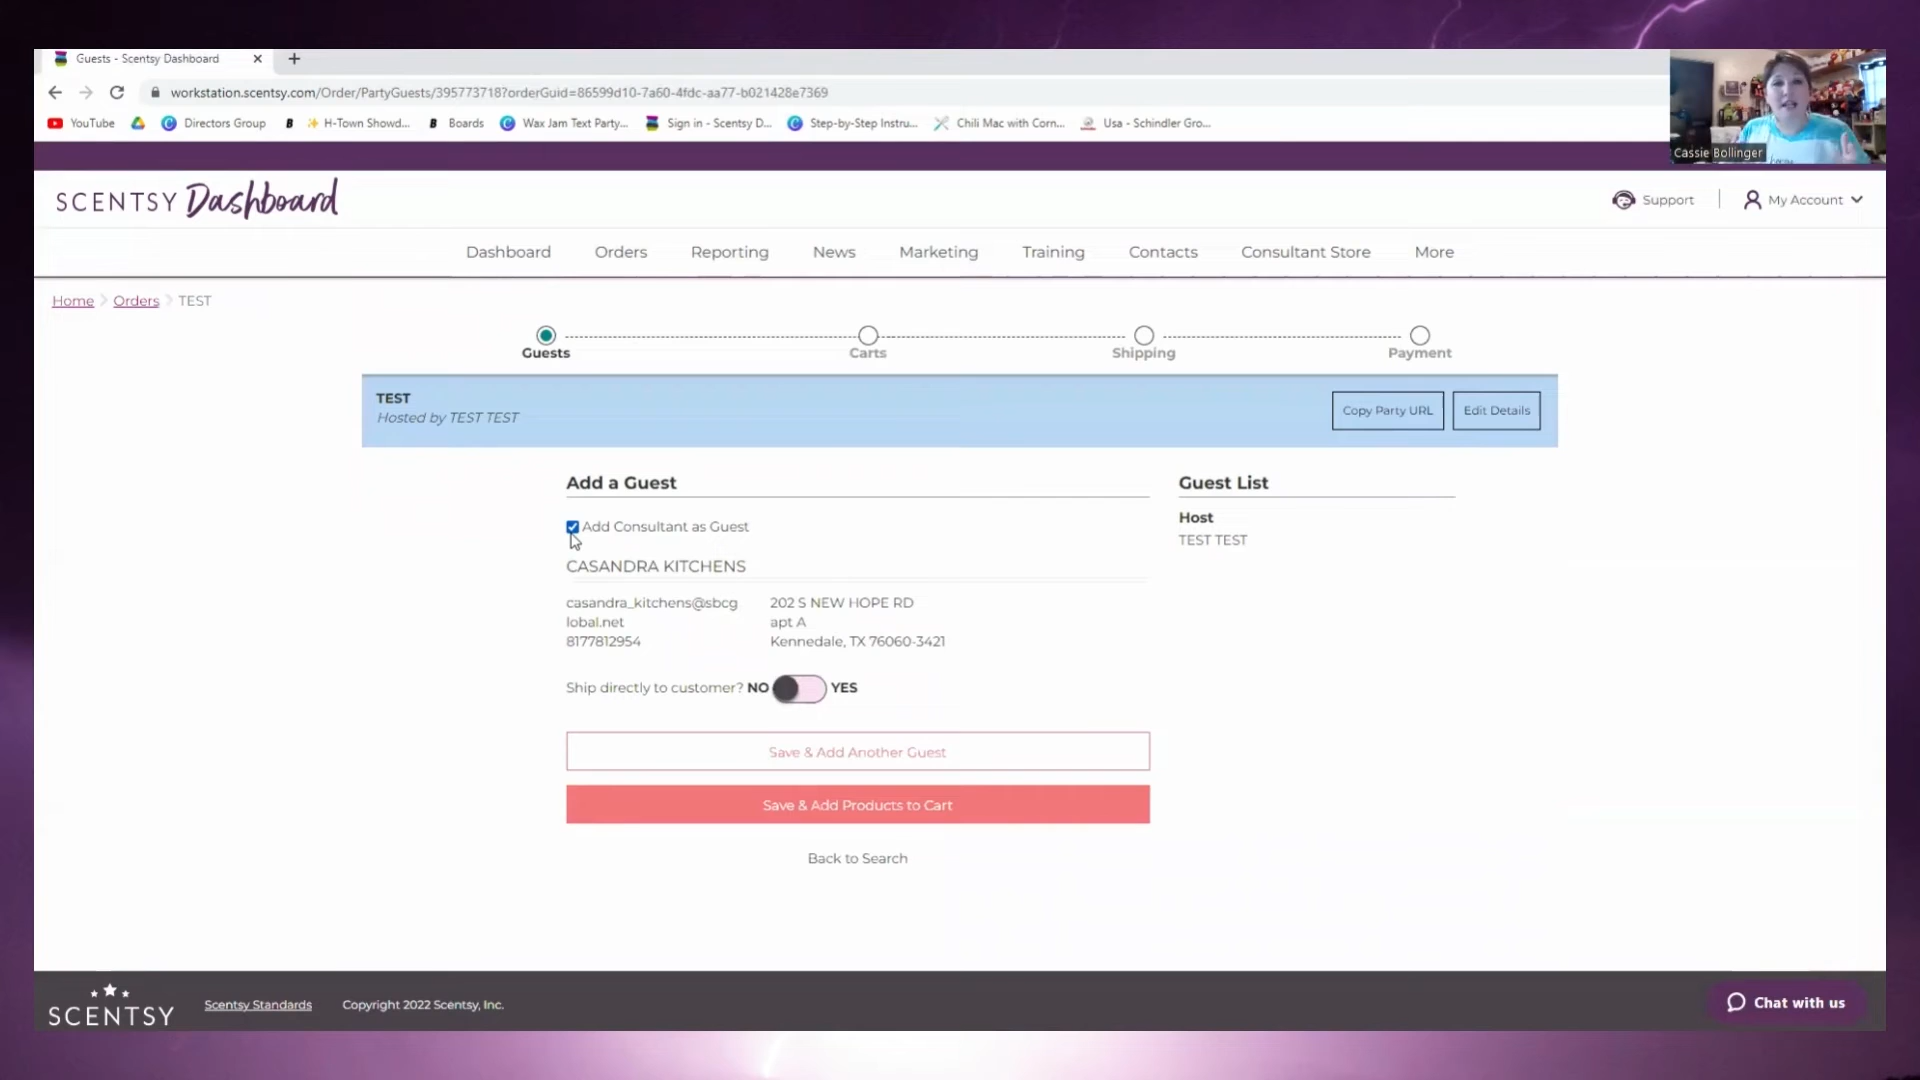 Guests - Scentsy Dashboard
workstation.scentsy.com/Order/PartyGuests/395773718?orderGuid=86599d10-7a60-4fdc-aa77-b021428e7369
YouTube Directors Group H-Town Showd... Boards Wax Jam Text Party... Sign in - Scentsy D... Step-by-Step Instru... Chili Mac with Corn... Usa - Schindler Gro...
Cassie Bollinger
SCENTSY Dashboard
Support My Account
Dashboard Orders Reporting News Marketing Training Contacts Consultant Store More
Home Orders TEST
Guests Carts Shipping Payment
TEST
Hosted by TEST TEST
Copy Party URL Edit Details
Add a Guest
Add Consultant as Guest
CASANDRA KITCHENS
casandra_kitchens@sbcg
lobal.net
8177812954
202 S NEW HOPE RD
apt A
Kennedale, TX 76060-3421
Ship directly to customer? NO YES
Save & Add Another Guest
Save & Add Products to Cart
Back to Search
Guest List
Host
TEST TEST
SCENTSY
Scentsy Standards
Copyright 2022 Scentsy, Inc.
Chat with us